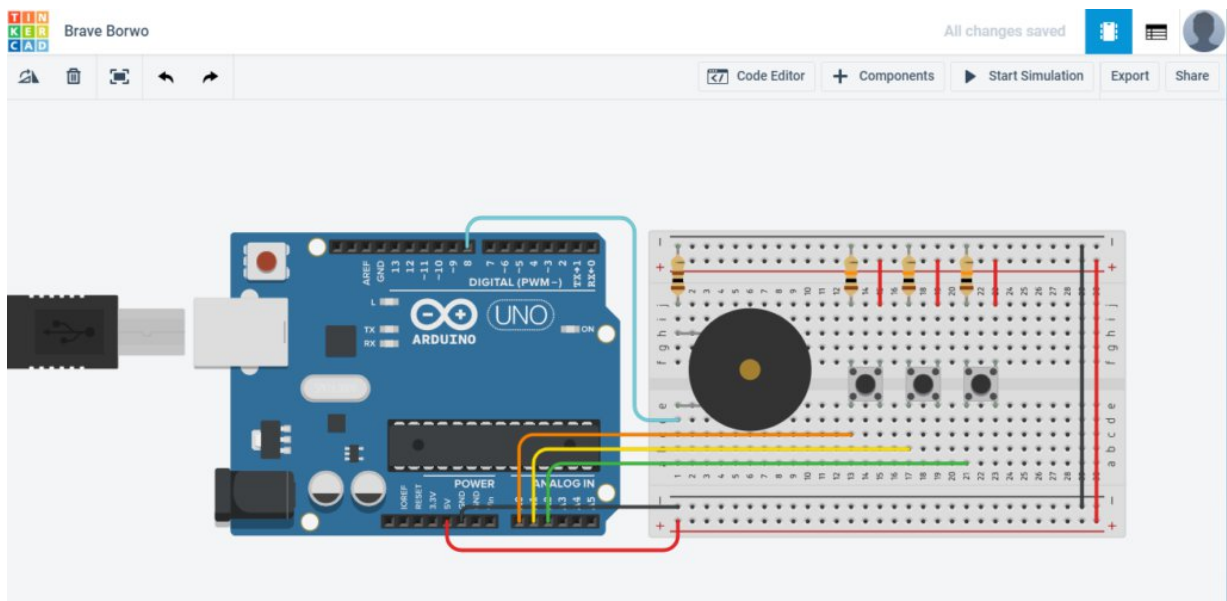 TIN
KER
CAD
Brave Borwo
All changes saved
Code Editor
Components
Start Simulation
Export
Share
AREF
GND
13
12
~11
~10
~9
8
7
~6
~5
4
~3
2
TX→1
RX←0
DIGITAL (PWM~)
L
TX
RX
ARDUINO
UNO
ON
IOREF
RESET
3.3V
5V
GND
GND
Vin
POWER
ANALOG IN
A0
A1
A2
A3
A4
A5